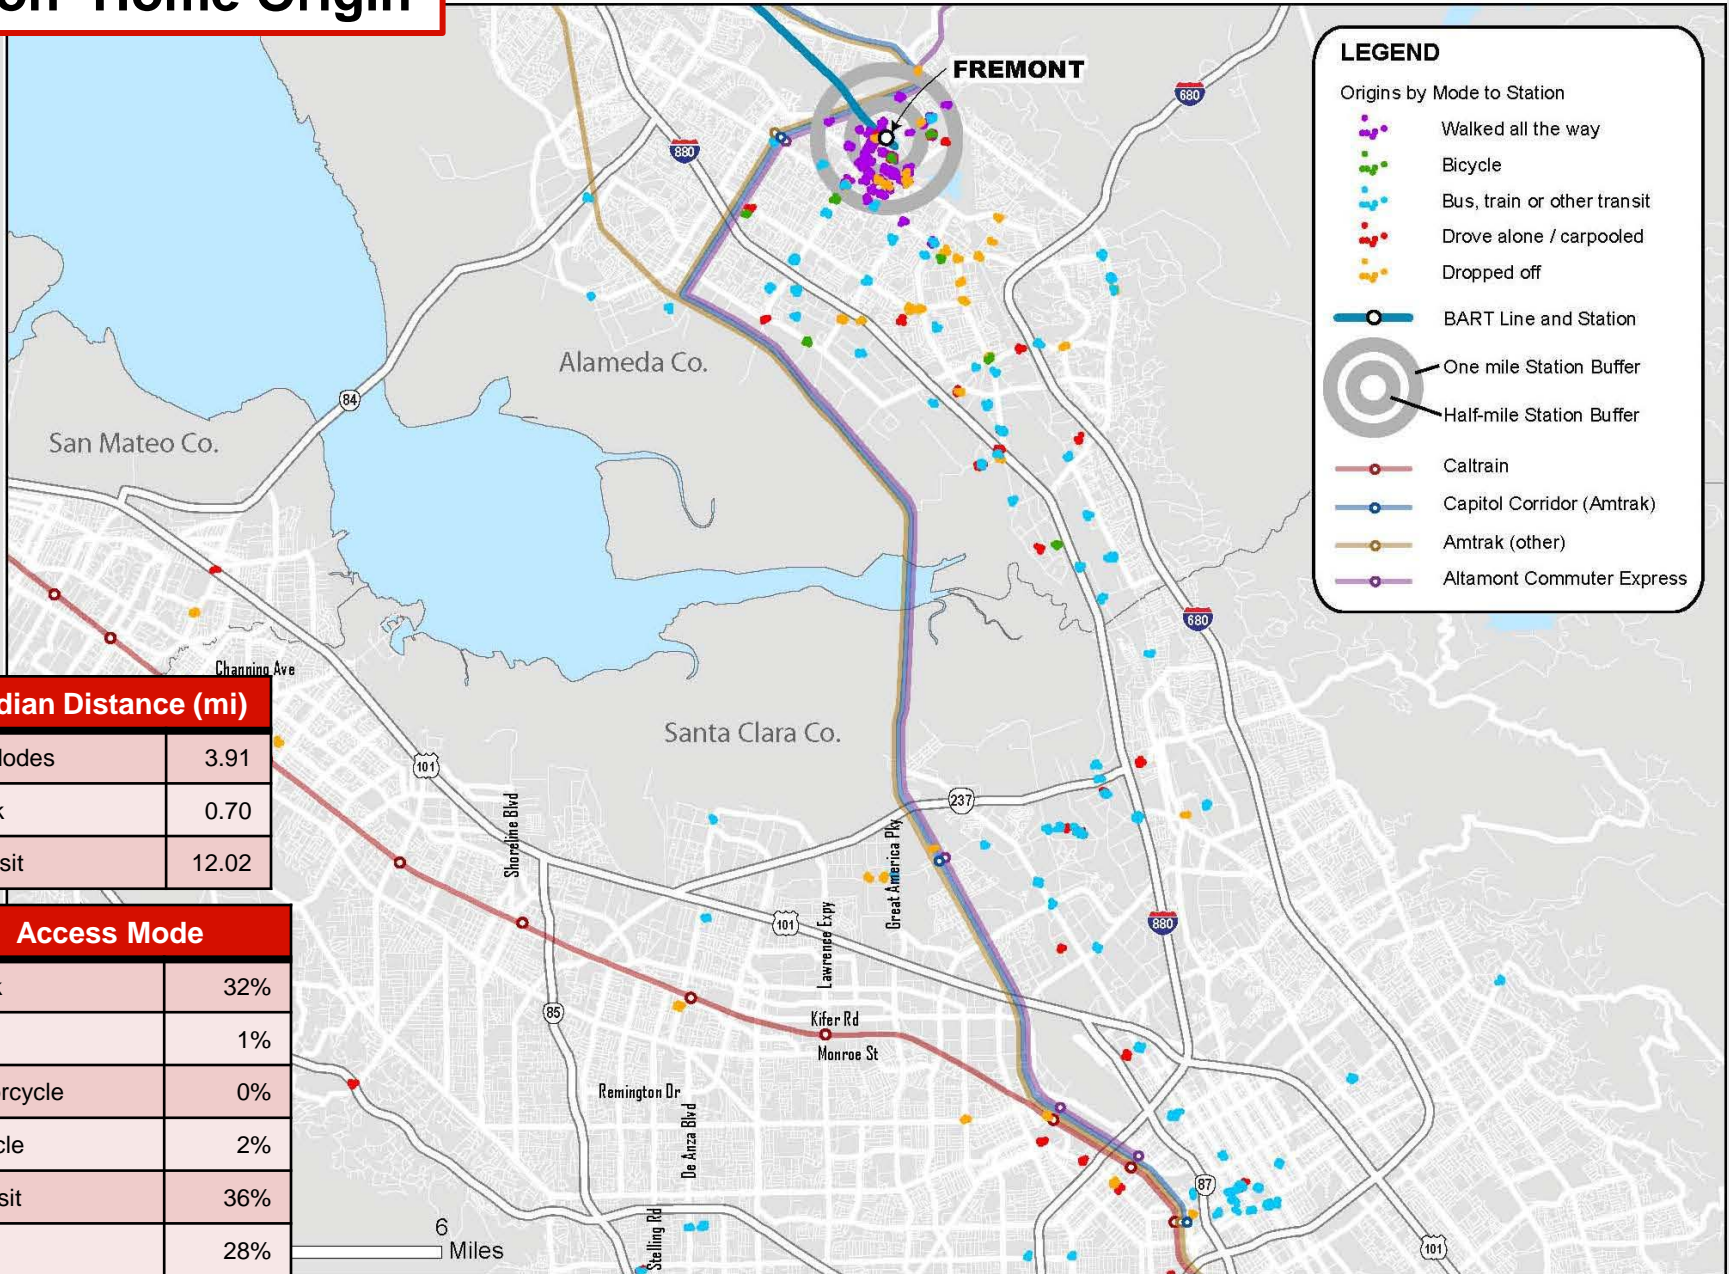 on- Home Origin
LEGEND
Origins by Mode to Station
Walked all the way
Bicycle
Bus, train or other transit
Drove alone / carpooled
Dropped off
BART Line and Station
One mile Station Buffer
Half-mile Station Buffer
Caltrain
Capitol Corridor (Amtrak)
Amtrak (other)
Altamont Commuter Express
FREMONT
680
880
Alameda Co.
84
San Mateo Co.
680
Channing Ave
Santa Clara Co.
101
237
Shoreline Blvd
Great America Pky
Lawrence Expy
101
880
85
Kifer Rd
Monroe St
Remington Dr
De Anza Blvd
87
Stelling Rd
101
6
Miles
dian Distance (mi)
odes 3.91
k 0.70
sit 12.02
Access Mode
k 32%
1%
rcycle 0%
cle 2%
sit 36%
28%